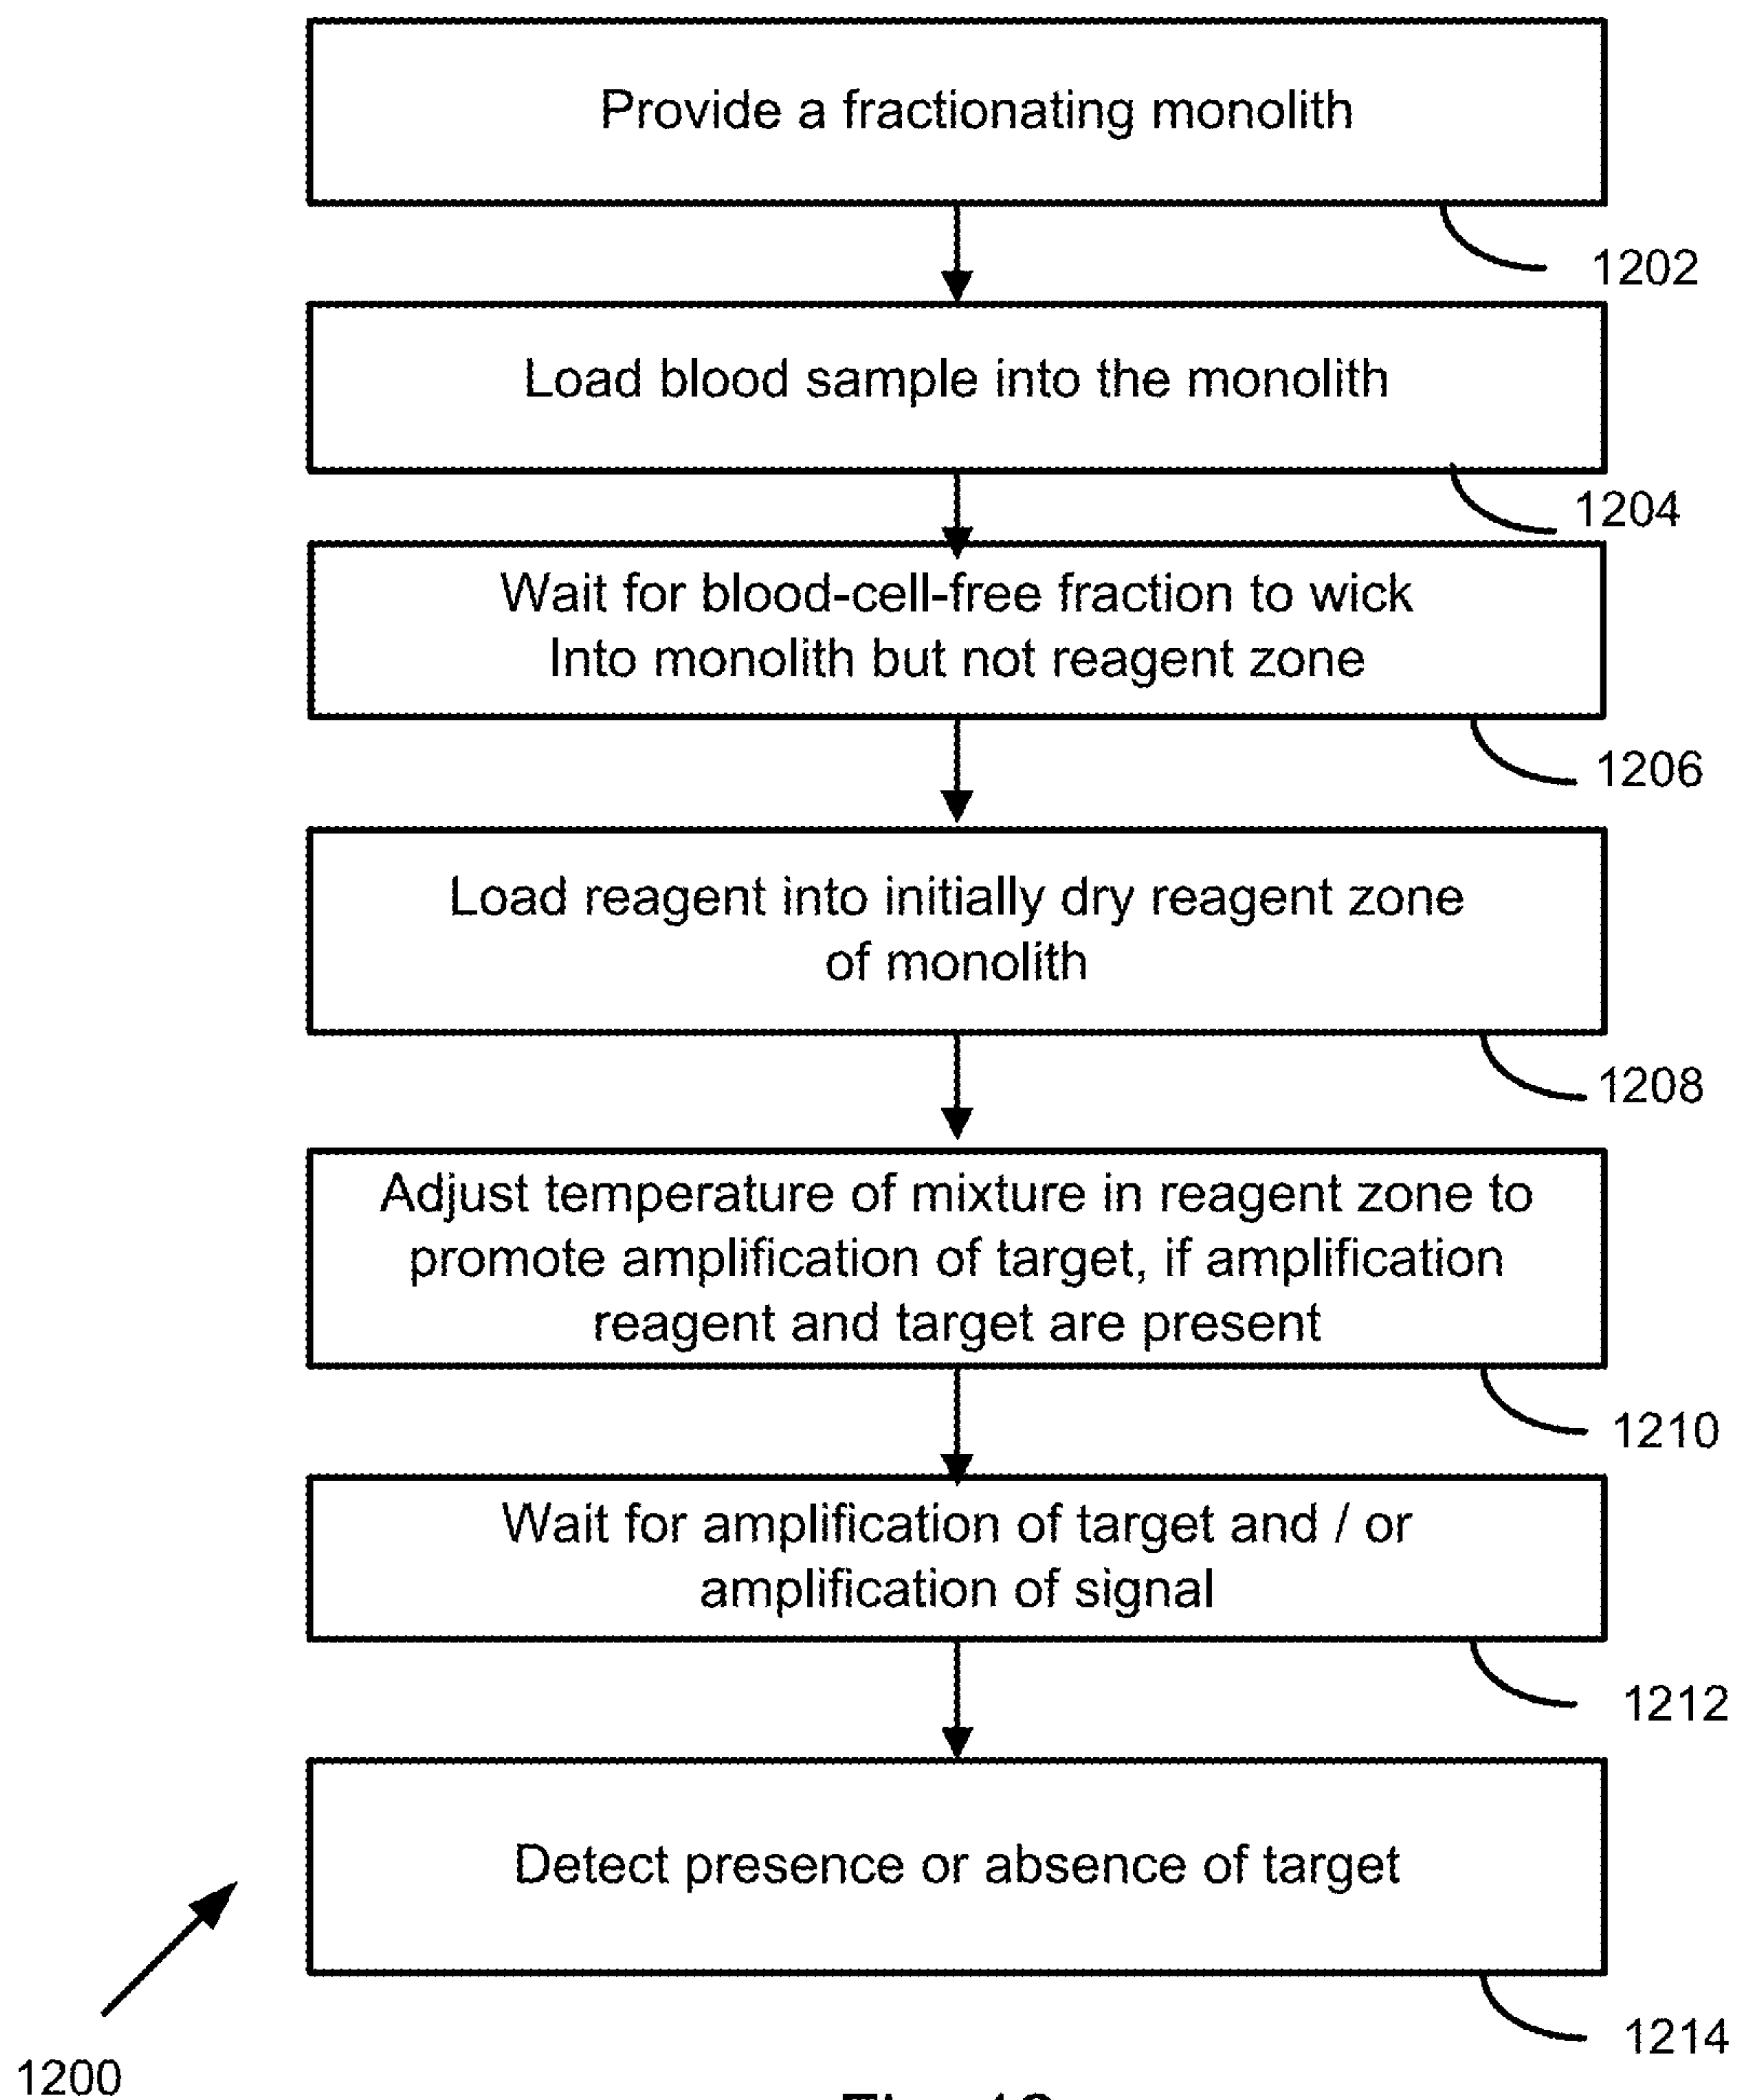 Provide a fractionating monolith
1202
Load blood sample into the monolith
1204
Wait for blood-cell-free fraction to wick
Into monolith but not reagent zone
1206
Load reagent into initially dry reagent zone
of monolith
1208
Adjust temperature of mixture in reagent zone to
promote amplification of target, if amplification
reagent and target are present
1210
Wait for amplification of target and / or
amplification of signal
1212
Detect presence or absence of target
1214
1200